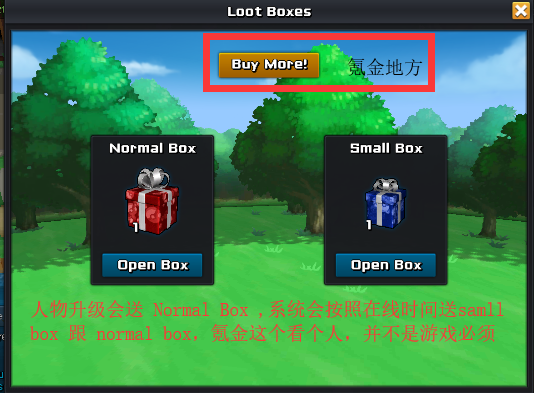 Loot Boxes
Buy More! 氪金地方
Normal Box Small Box
1 1
Open Box Open Box
人物升级会送 Normal Box ,系统会按照在线时间送samll
box 跟 normal box, 氪金这个看个人，并不是游戏必须